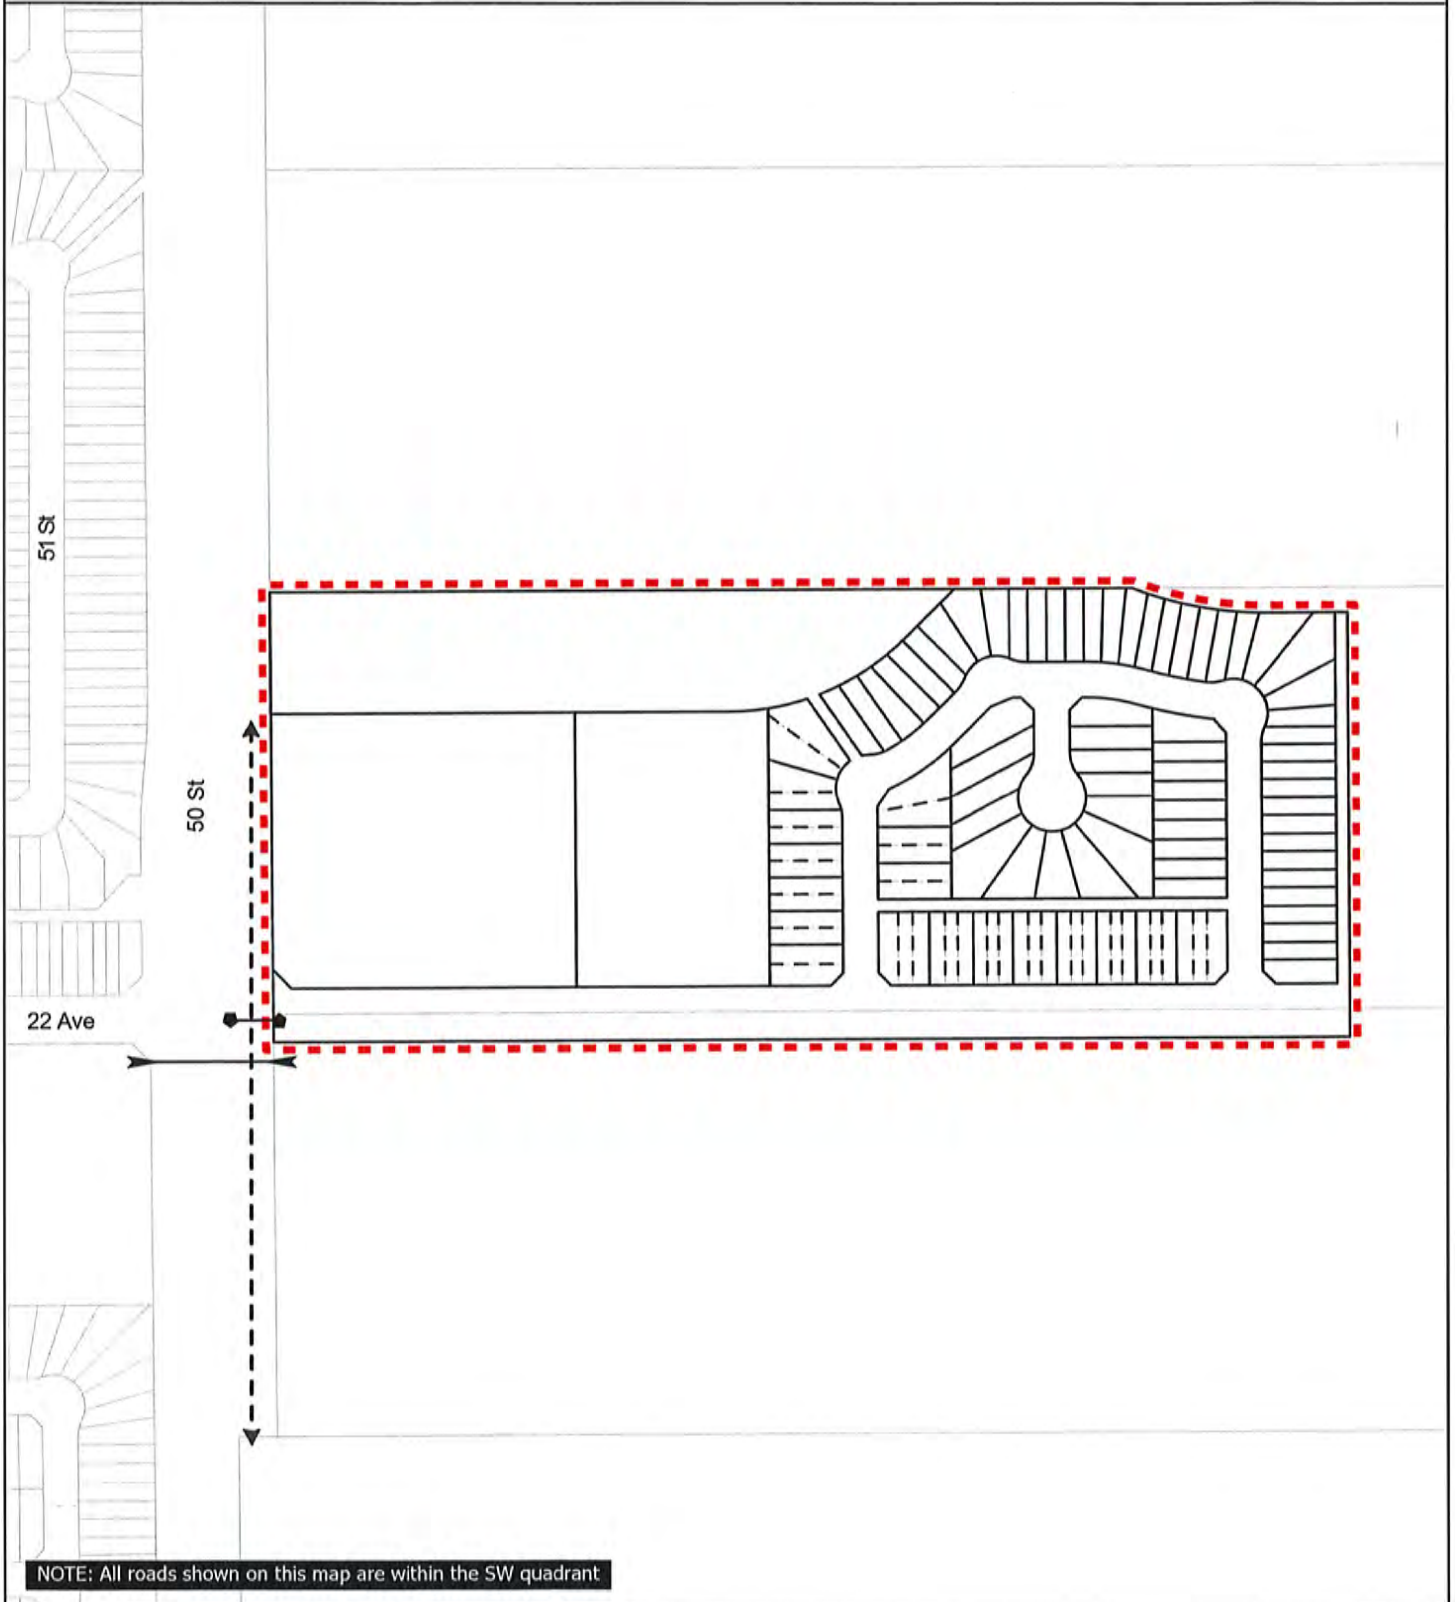 51 St
50 St
22 Ave
NOTE: All roads shown on this map are within the SW quadrant